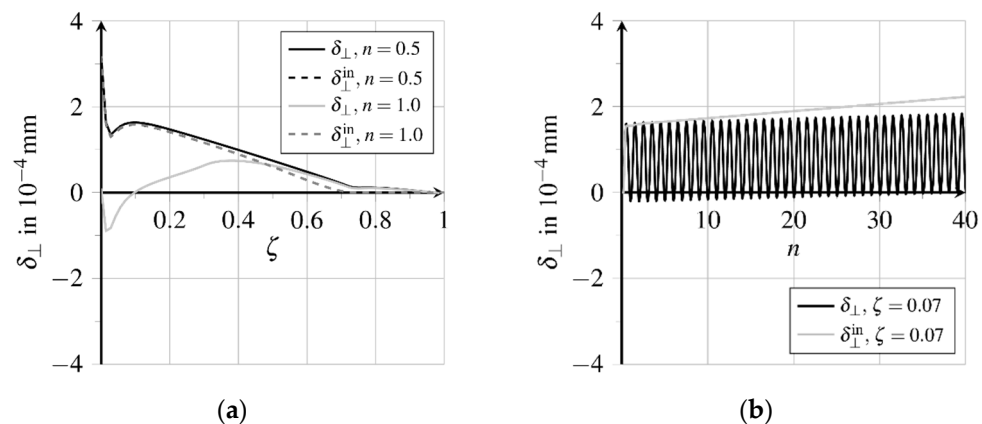 4
2
0
−2
−4
δ⊥ in 10−4 mm
0.2 0.4 0.6 0.8 1
ζ
δ⊥, n = 0.5
δ⊥in, n = 0.5
δ⊥, n = 1.0
δ⊥in, n = 1.0
(a)
4
2
0
−2
−4
δ⊥ in 10−4 mm
10 20 30 40
n
δ⊥, ζ = 0.07
δ⊥in, ζ = 0.07
(b)